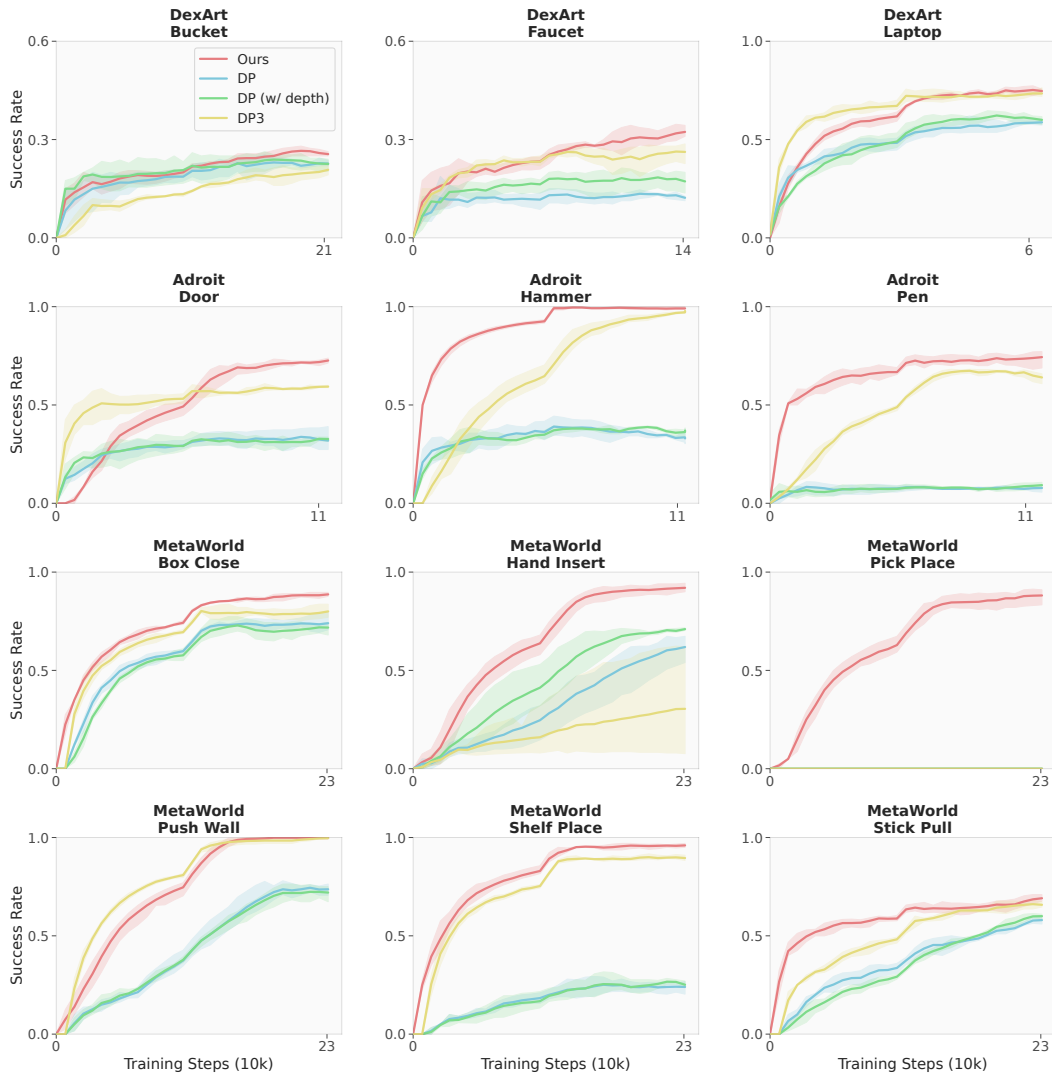 DexArt
Bucket
DexArt
Faucet
DexArt
Laptop
0.6
0.3
0.0
Success Rate
Ours
DP
DP (w/ depth)
DP3
0
21
0.6
0.3
0.0
0
14
1.0
0.5
0.0
0
6
Adroit
Door
Adroit
Hammer
Adroit
Pen
1.0
0.5
0.0
Success Rate
0
11
1.0
0.5
0.0
0
11
1.0
0.5
0.0
0
11
MetaWorld
Box Close
MetaWorld
Hand Insert
MetaWorld
Pick Place
1.0
0.5
0.0
Success Rate
0
23
1.0
0.5
0.0
0
23
1.0
0.5
0.0
0
23
MetaWorld
Push Wall
MetaWorld
Shelf Place
MetaWorld
Stick Pull
1.0
0.5
0.0
Success Rate
0
23
Training Steps (10k)
1.0
0.5
0.0
0
23
Training Steps (10k)
1.0
0.5
0.0
0
23
Training Steps (10k)